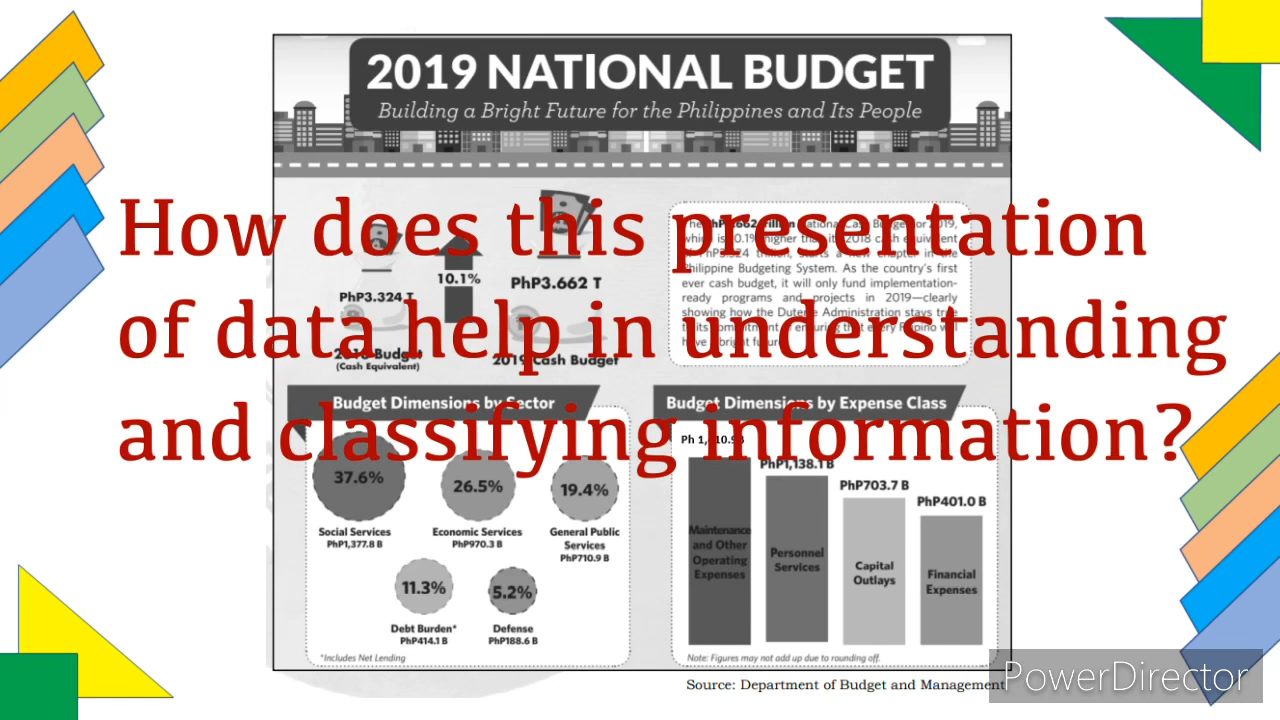 2019 NATIONAL BUDGET
Building a Bright Future for the Philippines and Its People
How does this presentation
of data help in understanding
and classifying information?
10.1%
PhP3.324 T
PhP3.662 T
2018 Budget
(Cash Equivalent)
2019 Cash Budget
Philippine Budgeting System. As the country's first
ever cash budget, it will only fund implementation-
ready programs and projects in 2019—clearly
showing how the Duterte Administration stays true
Budget Dimensions by Sector
37.6%
Social Services
PhP1,377.8 B
26.5%
Economic Services
PhP970.3 B
19.4%
General Public
Services
PhP710.9 B
11.3%
Debt Burden*
PhP414.1 B
5.2%
Defense
PhP188.6 B
*Includes Net Lending
Budget Dimensions by Expense Class
PhP1,138.1 B
PhP703.7 B
PhP401.0 B
Maintenance
and Other
Operating
Expenses
Personnel
Services
Capital
Outlays
Financial
Expenses
Note: Figures may not add up due to rounding off.
Source: Department of Budget and Management
PowerDirector